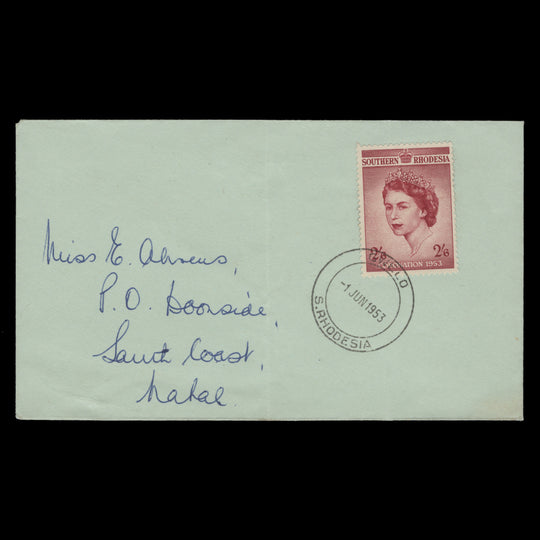 Miss E. Ahrens,
P.O. Doonside,
South Coast,
Natal.
SOUTHERN RHODESIA
2/6 2/6
CORONATION 1953
-1 JUN 1953
S. RHODESIA